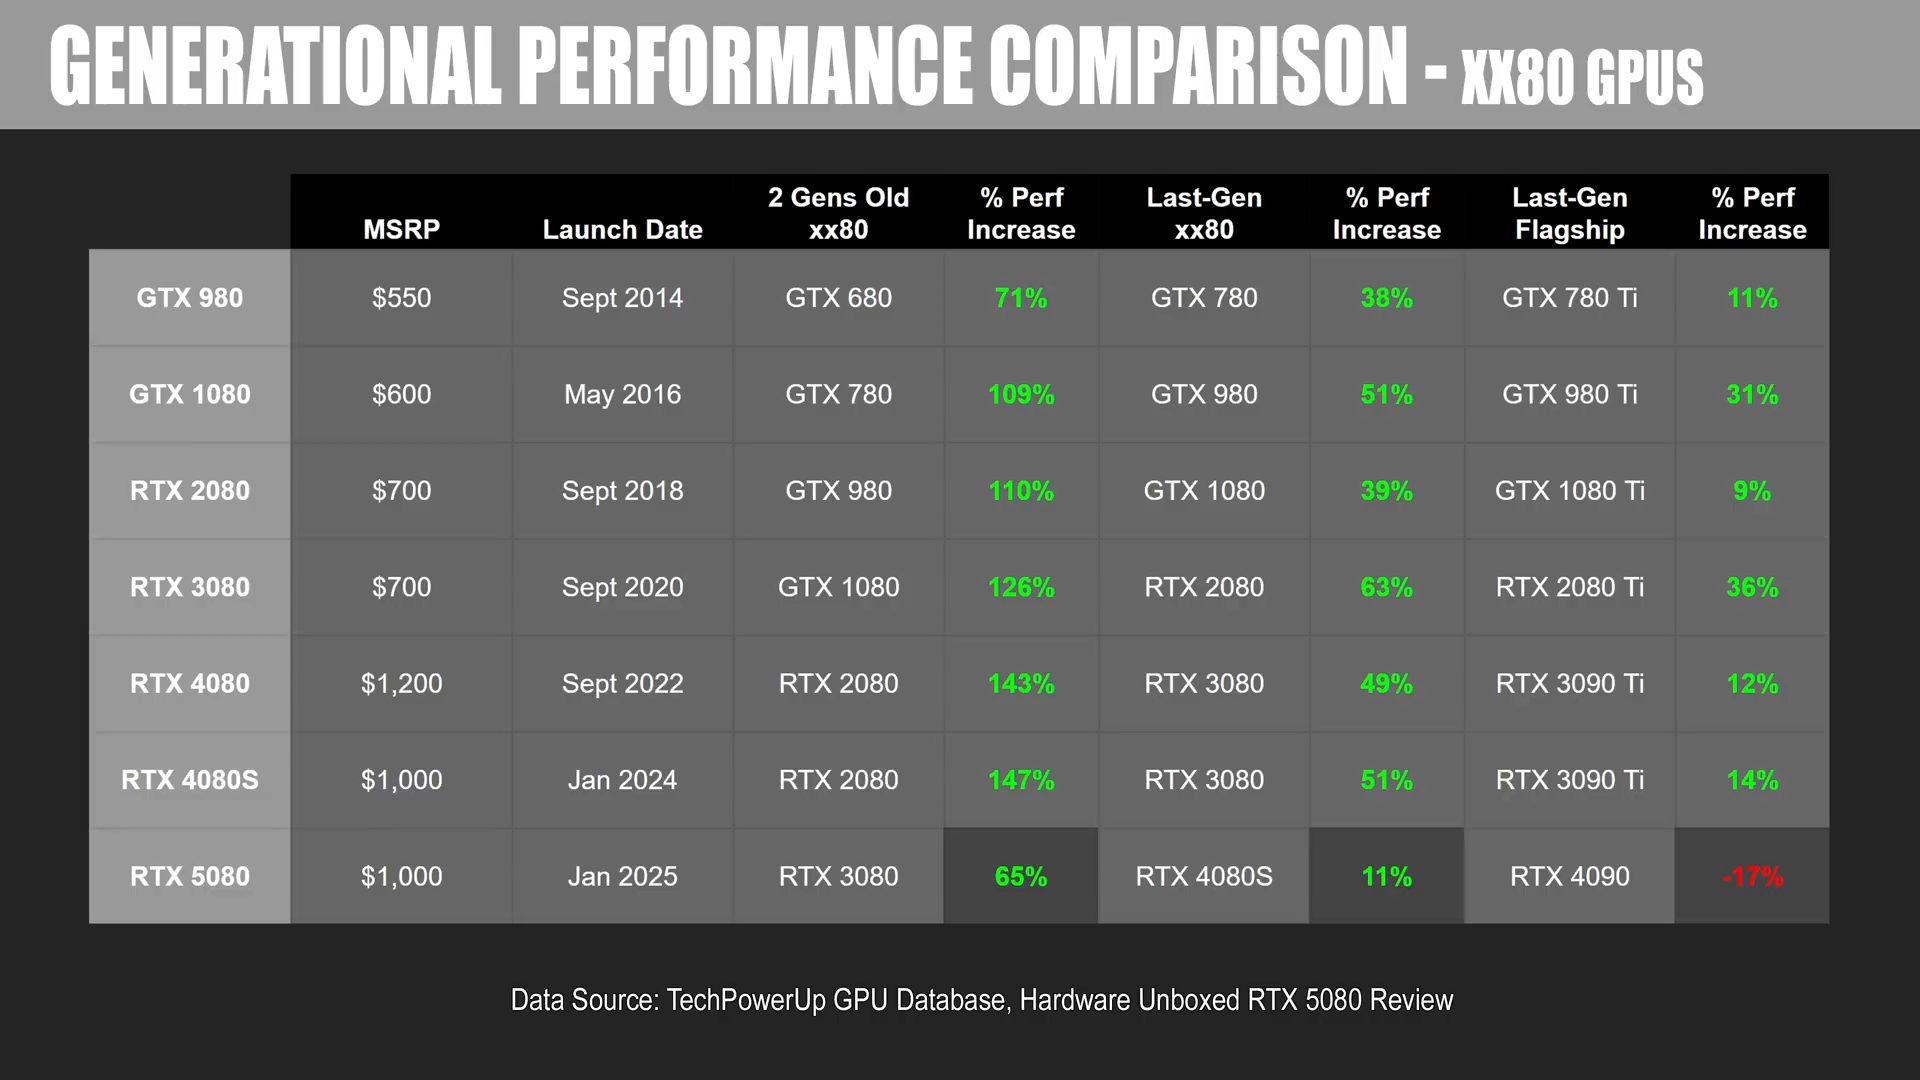 GENERATIONAL PERFORMANCE COMPARISON - XX80 GPUS
MSRP Launch Date 2 Gens Old xx80 % Perf Increase Last-Gen xx80 % Perf Increase Last-Gen Flagship % Perf Increase
GTX 980 $550 Sept 2014 GTX 680 71% GTX 780 38% GTX 780 Ti 11%
GTX 1080 $600 May 2016 GTX 780 109% GTX 980 51% GTX 980 Ti 31%
RTX 2080 $700 Sept 2018 GTX 980 110% GTX 1080 39% GTX 1080 Ti 9%
RTX 3080 $700 Sept 2020 GTX 1080 126% RTX 2080 63% RTX 2080 Ti 36%
RTX 4080 $1,200 Sept 2022 RTX 2080 143% RTX 3080 49% RTX 3090 Ti 12%
RTX 4080S $1,000 Jan 2024 RTX 2080 147% RTX 3080 51% RTX 3090 Ti 14%
RTX 5080 $1,000 Jan 2025 RTX 3080 65% RTX 4080S 11% RTX 4090 -17%
Data Source: TechPowerUp GPU Database, Hardware Unboxed RTX 5080 Review